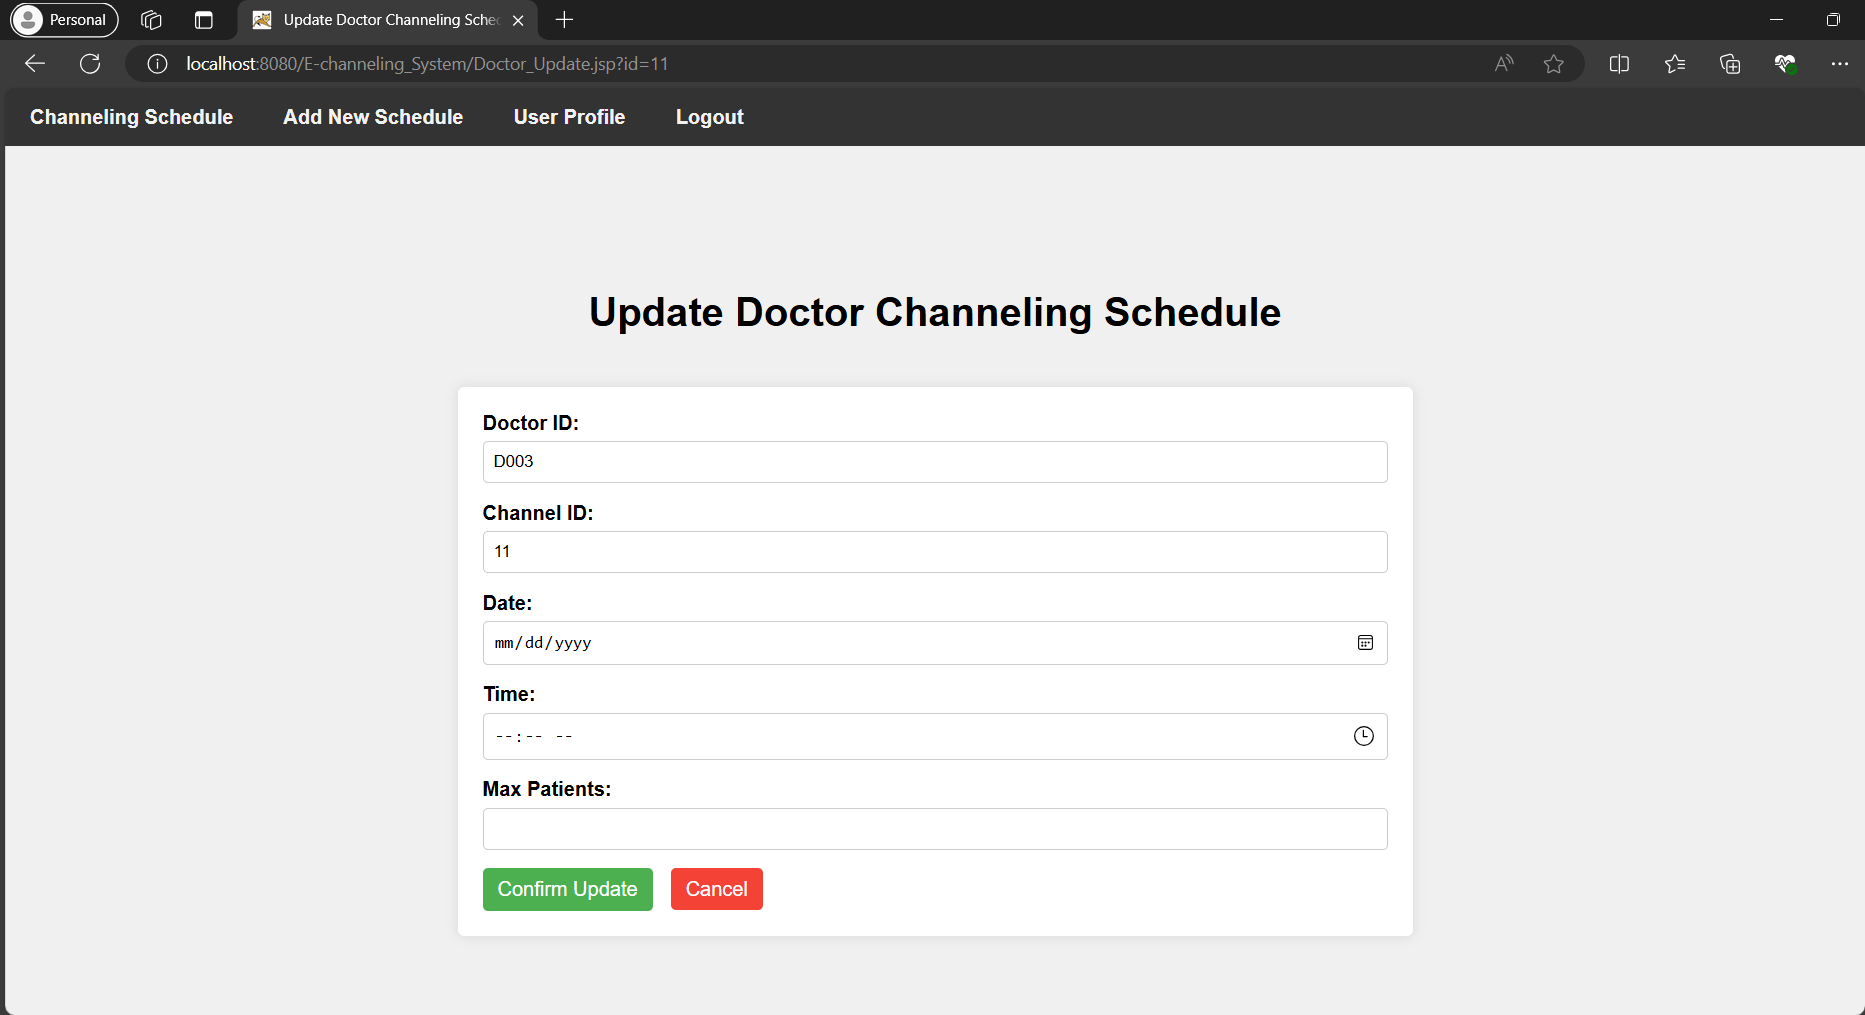 Personal
Update Doctor Channeling Sche
localhost:8080/E-channeling_System/Doctor_Update.jsp?id=11
Channeling Schedule Add New Schedule User Profile Logout
Update Doctor Channeling Schedule
Doctor ID:
D003
Channel ID:
11
Date:
mm/dd/yyyy
Time:
--:-- --
Max Patients:
Confirm Update Cancel